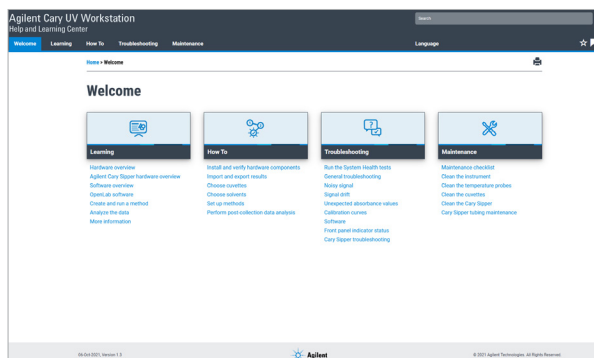 Agilent Cary UV Workstation
Help and Learning Center
Search
Welcome Learning How To Troubleshooting Maintenance Language
Home » Welcome
Welcome
Learning
Hardware overview
Agilent Cary Sipper hardware overview
Software overview
OpenLab software
Create and run a method
Analyze the data
More information
How To
Install and verify hardware components
Import and export results
Choose cuvettes
Choose solvents
Set up methods
Perform post-collection data analysis
Troubleshooting
Run the System Health tests
General troubleshooting
Noisy signal
Signal drift
Unexpected absorbance values
Calibration curves
Software
Front panel indicator status
Cary Sipper troubleshooting
Maintenance
Maintenance checklist
Clean the instrument
Clean the temperature probes
Clean the cuvettes
Clean the Cary Sipper
Cary Sipper tubing maintenance
06-Oct-2021, Version 1.3
Agilent
© 2021 Agilent Technologies. All Rights Reserved.